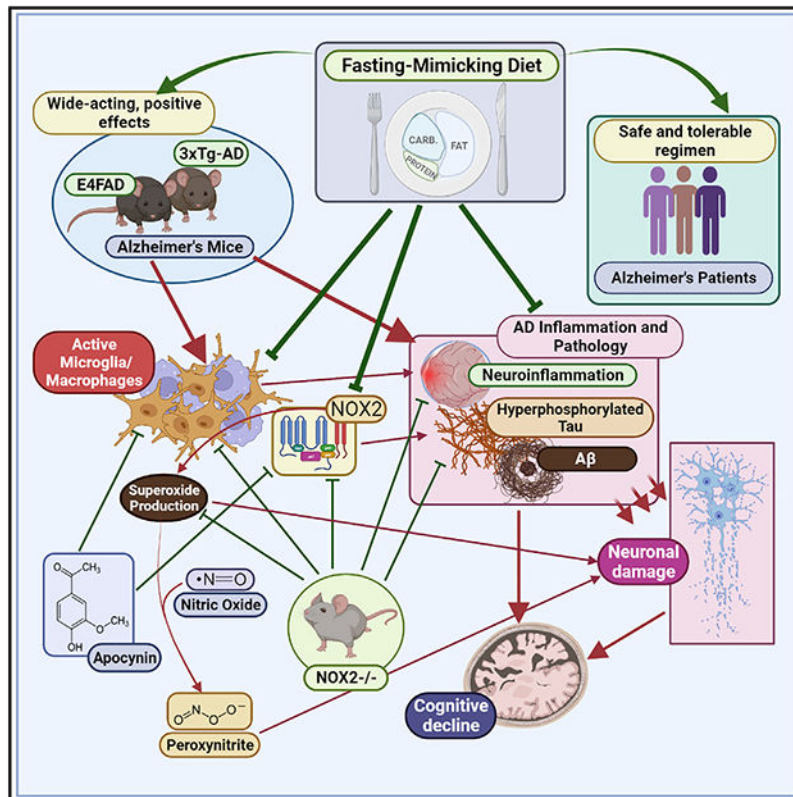 Fasting-Mimicking Diet
CARB.
FAT
PROTEIN
Wide-acting, positive
effects
3xTg-AD
E4FAD
Alzheimer's Mice
Safe and tolerable
regimen
Alzheimer's Patients
Active
Microglia/
Macrophages
NOX2
AD Inflammation and
Pathology
Neuroinflammation
Hyperphosphorylated
Tau
Aβ
Superoxide
Production
Neuronal
damage
CH₃
O
O
CH₃
OH
Apocynin
•N=O
Nitric Oxide
NOX2-/-
O N O O⁻
Peroxynitrite
Cognitive
decline